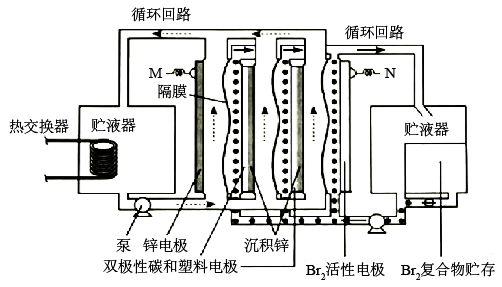 循环回路
循环回路
M
N
隔膜
热交换器
贮液器
贮液器
泵
锌电极
沉积锌
双极性碳和塑料电极
Br₂活性电极
Br₂复合物贮存